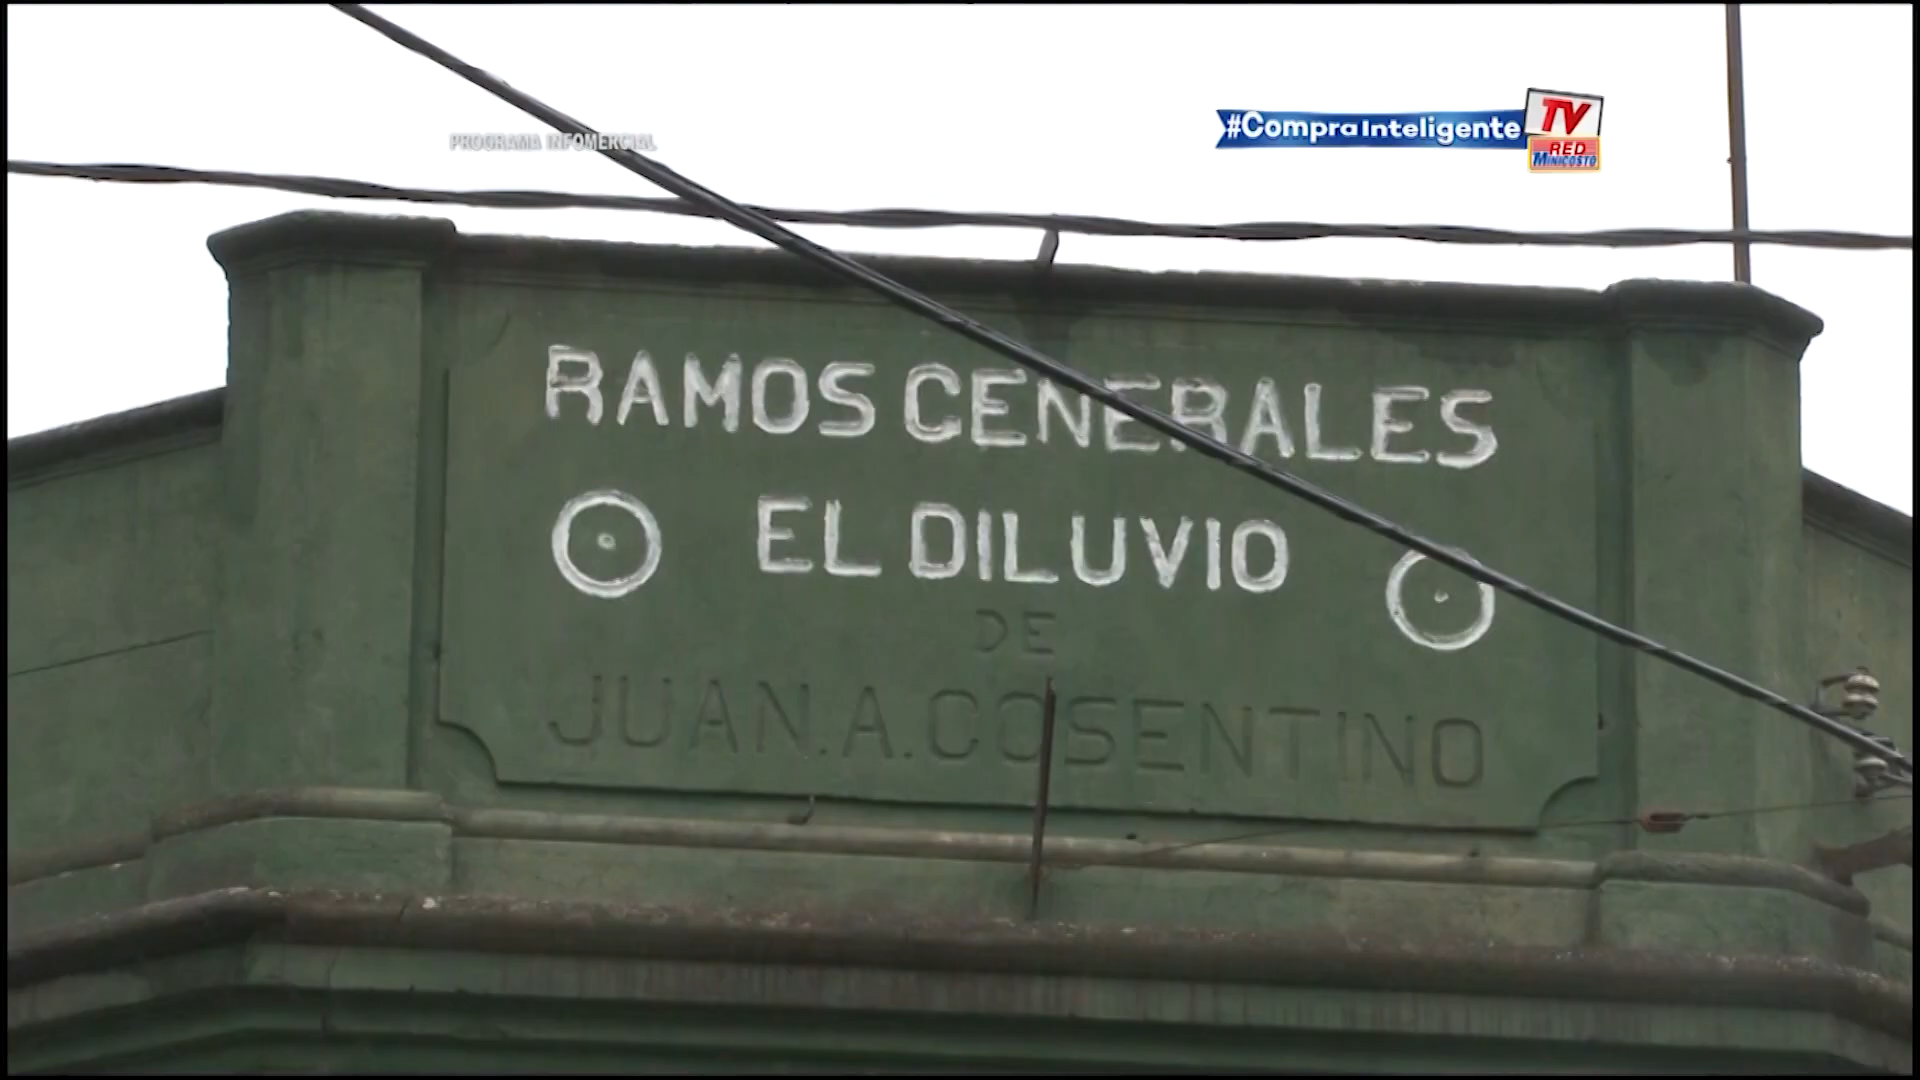 #CompraInteligente TV
RED
MINICOSTO
PROGRAMA INFOMERCIAL
RAMOS GENERALES
EL DILUVIO
DE
JUAN.A.COSENTINO